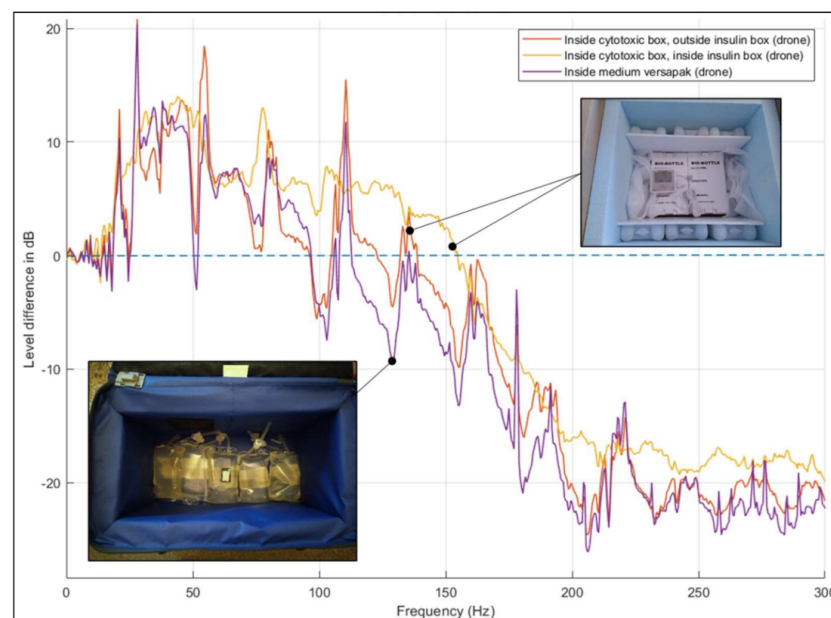 Inside cytotoxic box, outside insulin box (drone)
Inside cytotoxic box, inside insulin box (drone)
Inside medium versapak (drone)
BIO-BOTTLE
BIO-BOTTLE
Level difference in dB
20
10
0
-10
-20
0
50
100
150
200
250
300
Frequency (Hz)